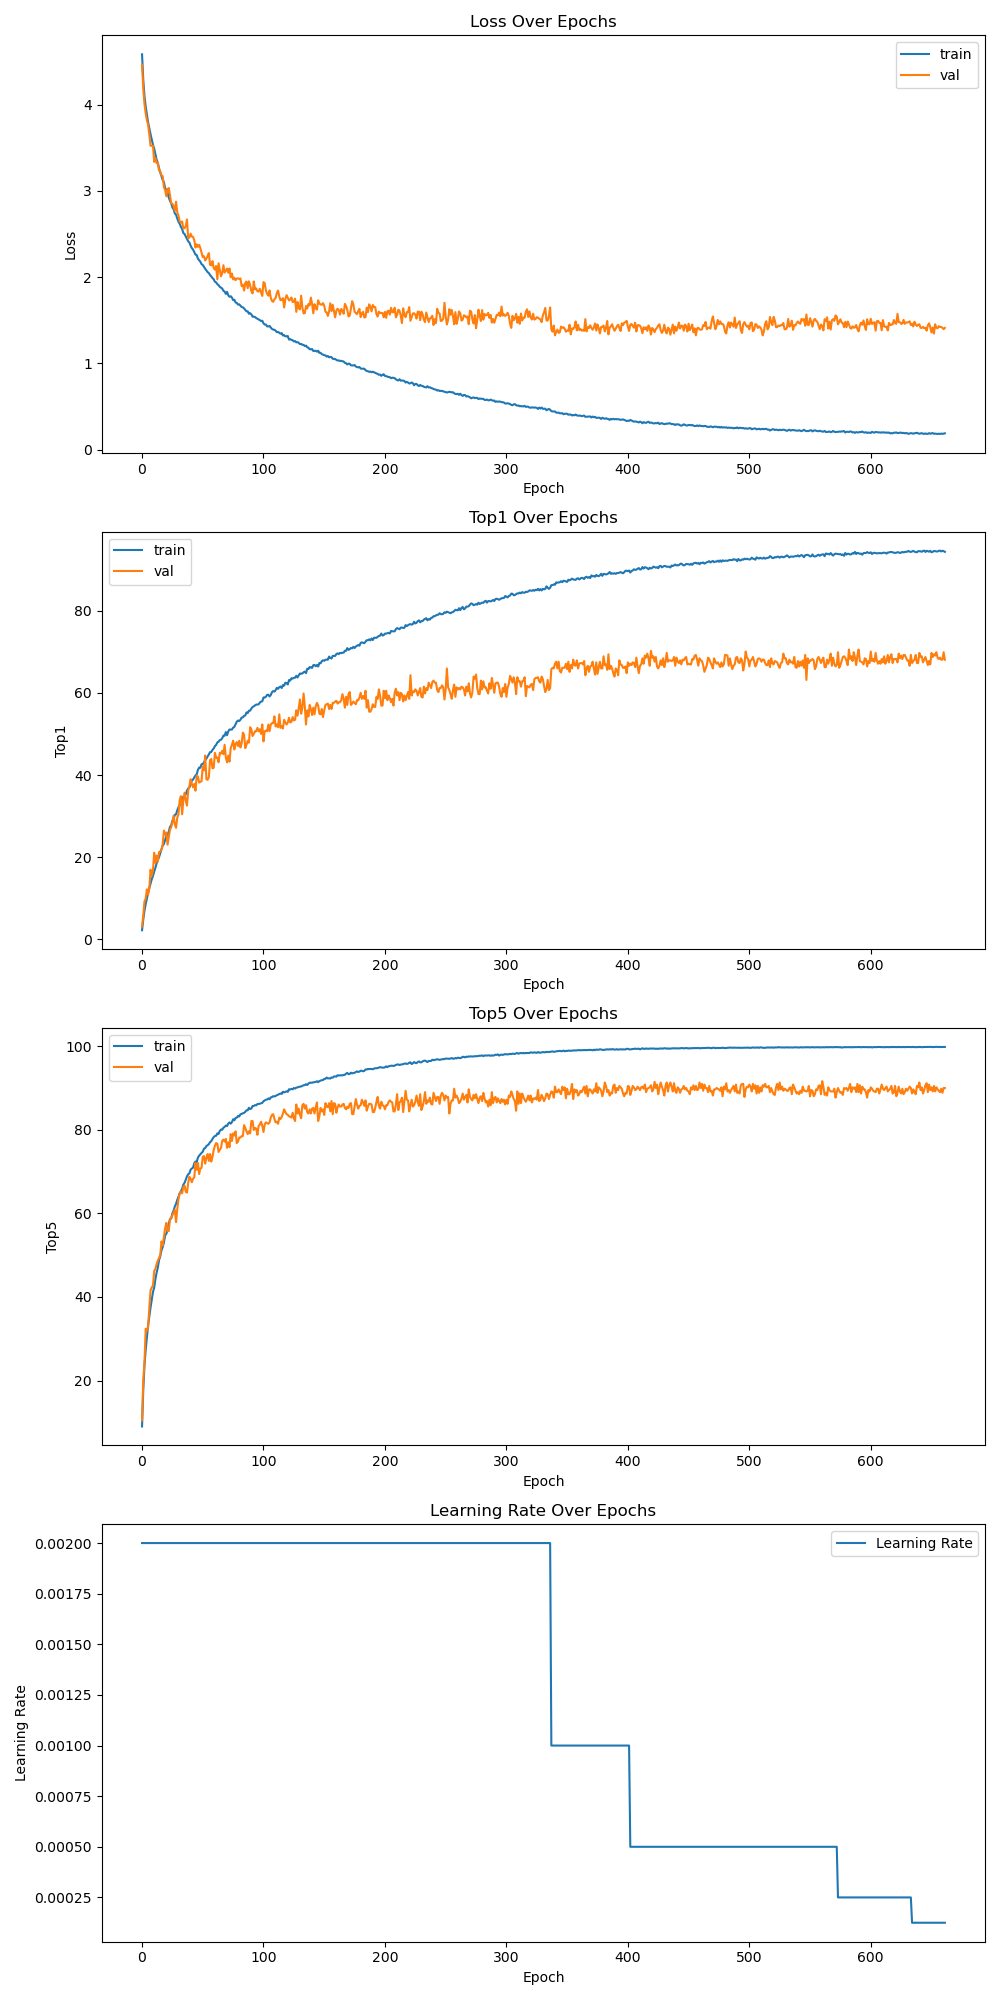 Loss Over Epochs
train
val
4
3
2
1
0
Loss
0 100 200 300 400 500 600
Epoch
Top1 Over Epochs
train
val
80
60
40
20
0
Top1
0 100 200 300 400 500 600
Epoch
Top5 Over Epochs
train
val
100
80
60
40
20
Top5
0 100 200 300 400 500 600
Epoch
Learning Rate Over Epochs
Learning Rate
0.00200
0.00175
0.00150
0.00125
0.00100
0.00075
0.00050
0.00025
Learning Rate
0 100 200 300 400 500 600
Epoch